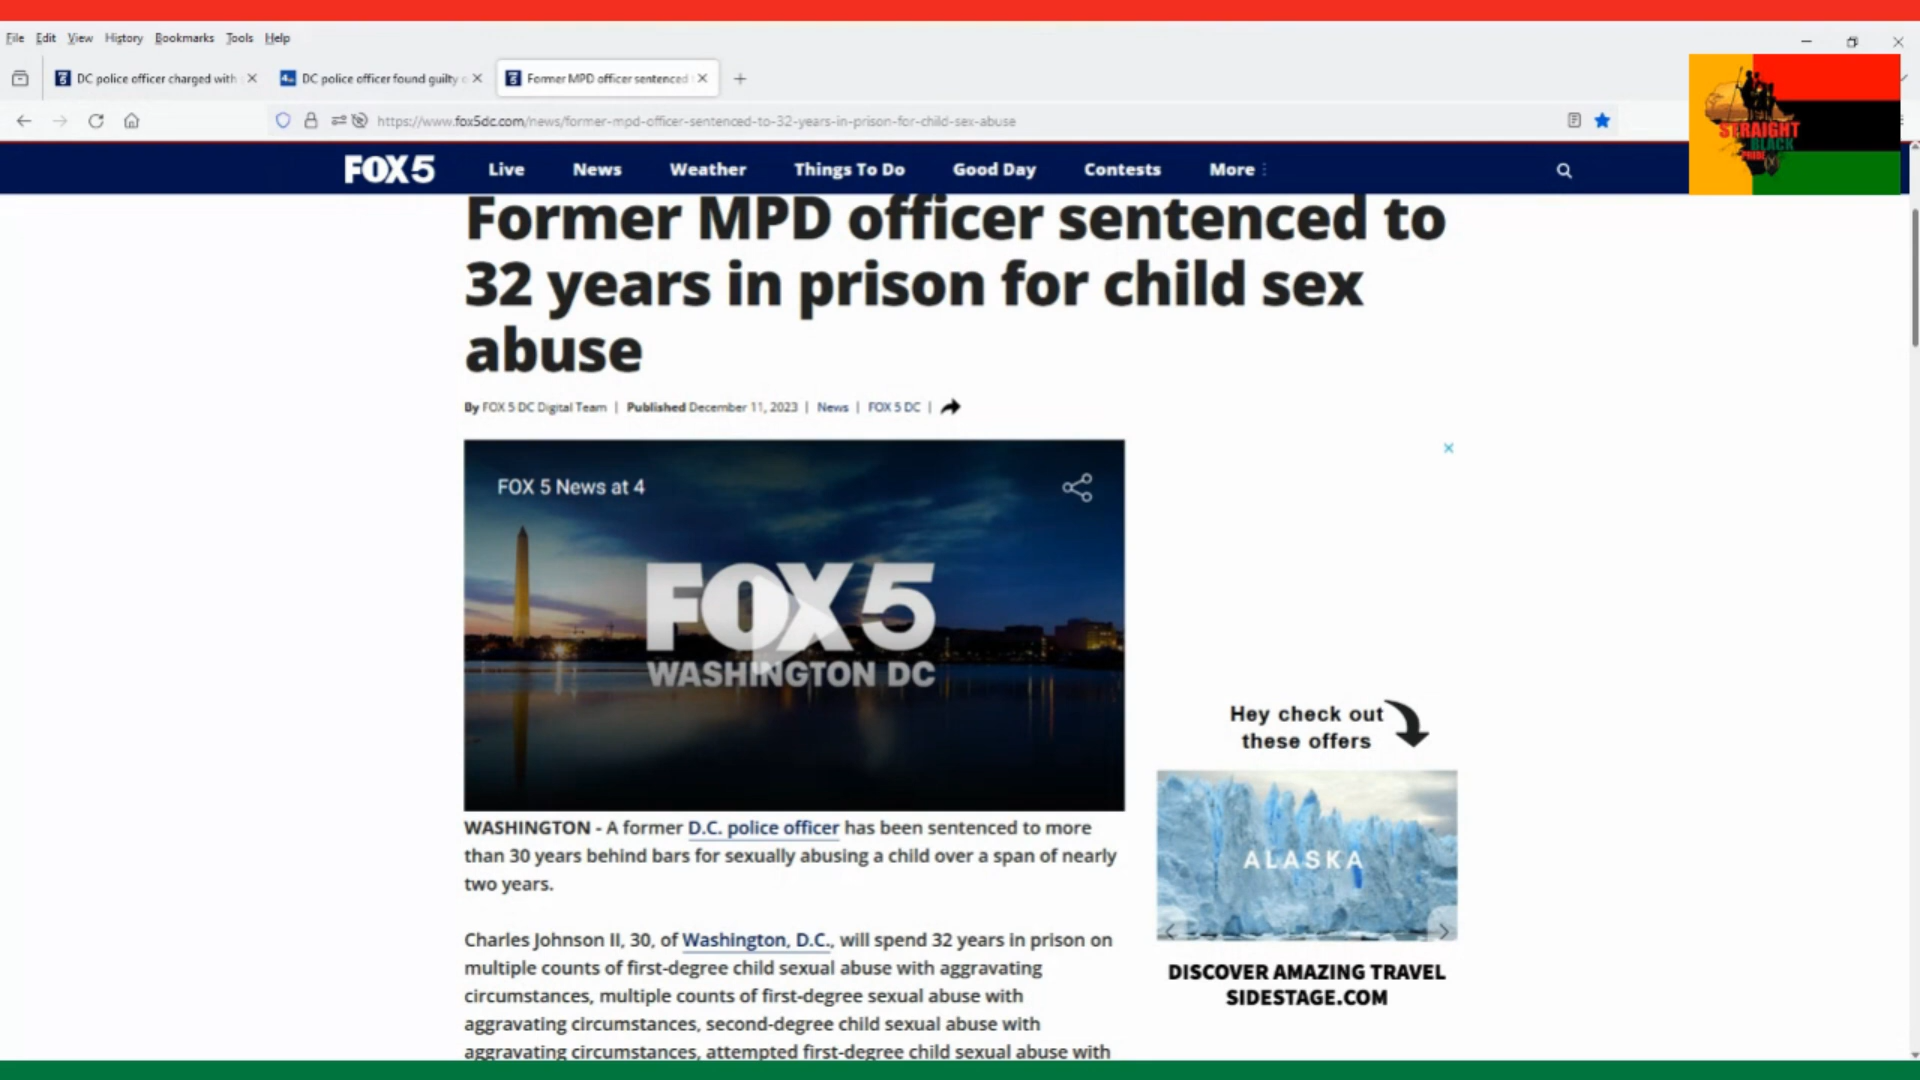 File Edit View History Bookmarks Tools Help
DC police officer charged with
DC police officer found guilty o
Former MPD officer sentenced
https://www.fox5dc.com/news/former-mpd-officer-sentenced-to-32-years-in-prison-for-child-sex-abuse
STRAIGHT
BLACK
PRIDE
FOX 5 Live News Weather Things To Do Good Day Contests More
Former MPD officer sentenced to
32 years in prison for child sex
abuse
By FOX 5 DC Digital Team | Published December 11, 2023 | News | FOX 5 DC |
FOX 5 News at 4
FOX 5
WASHINGTON DC
WASHINGTON - A former D.C. police officer has been sentenced to more
than 30 years behind bars for sexually abusing a child over a span of nearly
two years.
Charles Johnson II, 30, of Washington, D.C., will spend 32 years in prison on
multiple counts of first-degree child sexual abuse with aggravating
circumstances, multiple counts of first-degree sexual abuse with
aggravating circumstances, second-degree child sexual abuse with
aggravating circumstances, attempted first-degree child sexual abuse with
Hey check out
these offers
ALASKA
DISCOVER AMAZING TRAVEL
SIDESTAGE.COM